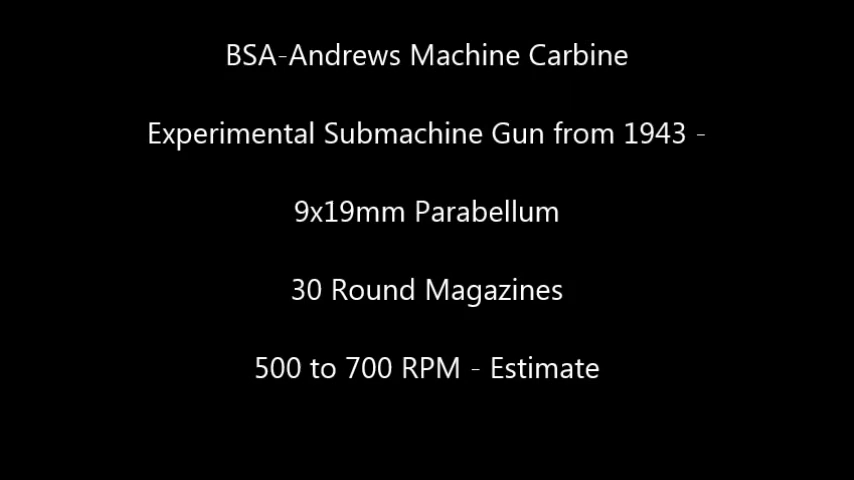 BSA-Andrews Machine Carbine
Experimental Submachine Gun from 1943 -
9x19mm Parabellum
30 Round Magazines
500 to 700 RPM - Estimate